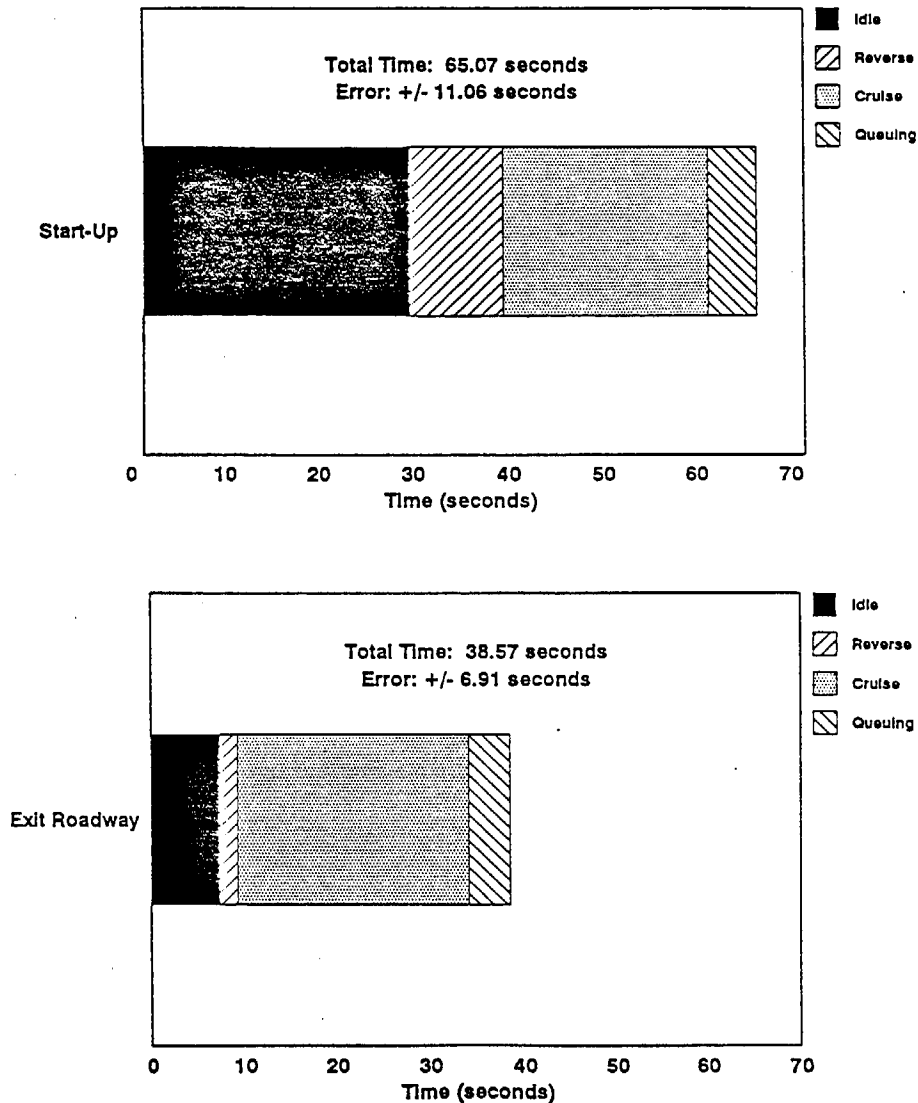 Idle
Reverse
Cruise
Queuing
Total Time: 65.07 seconds
Error: +/- 11.06 seconds
Start-Up
0 10 20 30 40 50 60 70
Time (seconds)
Idle
Reverse
Cruise
Queuing
Total Time: 38.57 seconds
Error: +/- 6.91 seconds
Exit Roadway
0 10 20 30 40 50 60 70
Time (seconds)